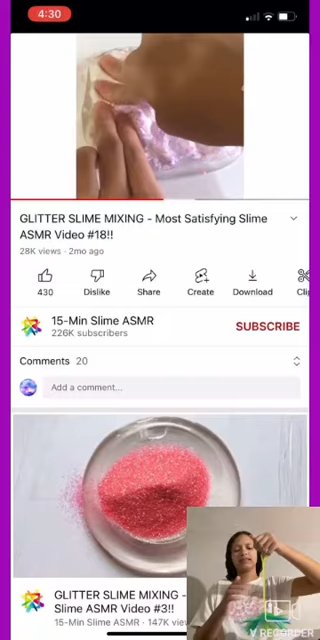 4:30
GLITTER SLIME MIXING - Most Satisfying Slime
ASMR Video #18!!
28K views · 2mo ago
430
Dislike
Share
Create
Download
Clip
15-Min Slime ASMR
226K subscribers
SUBSCRIBE
Comments 20
Add a comment...
GLITTER SLIME MIXING -
Slime ASMR Video #3!!
15-Min Slime ASMR · 147K
V RECORDER